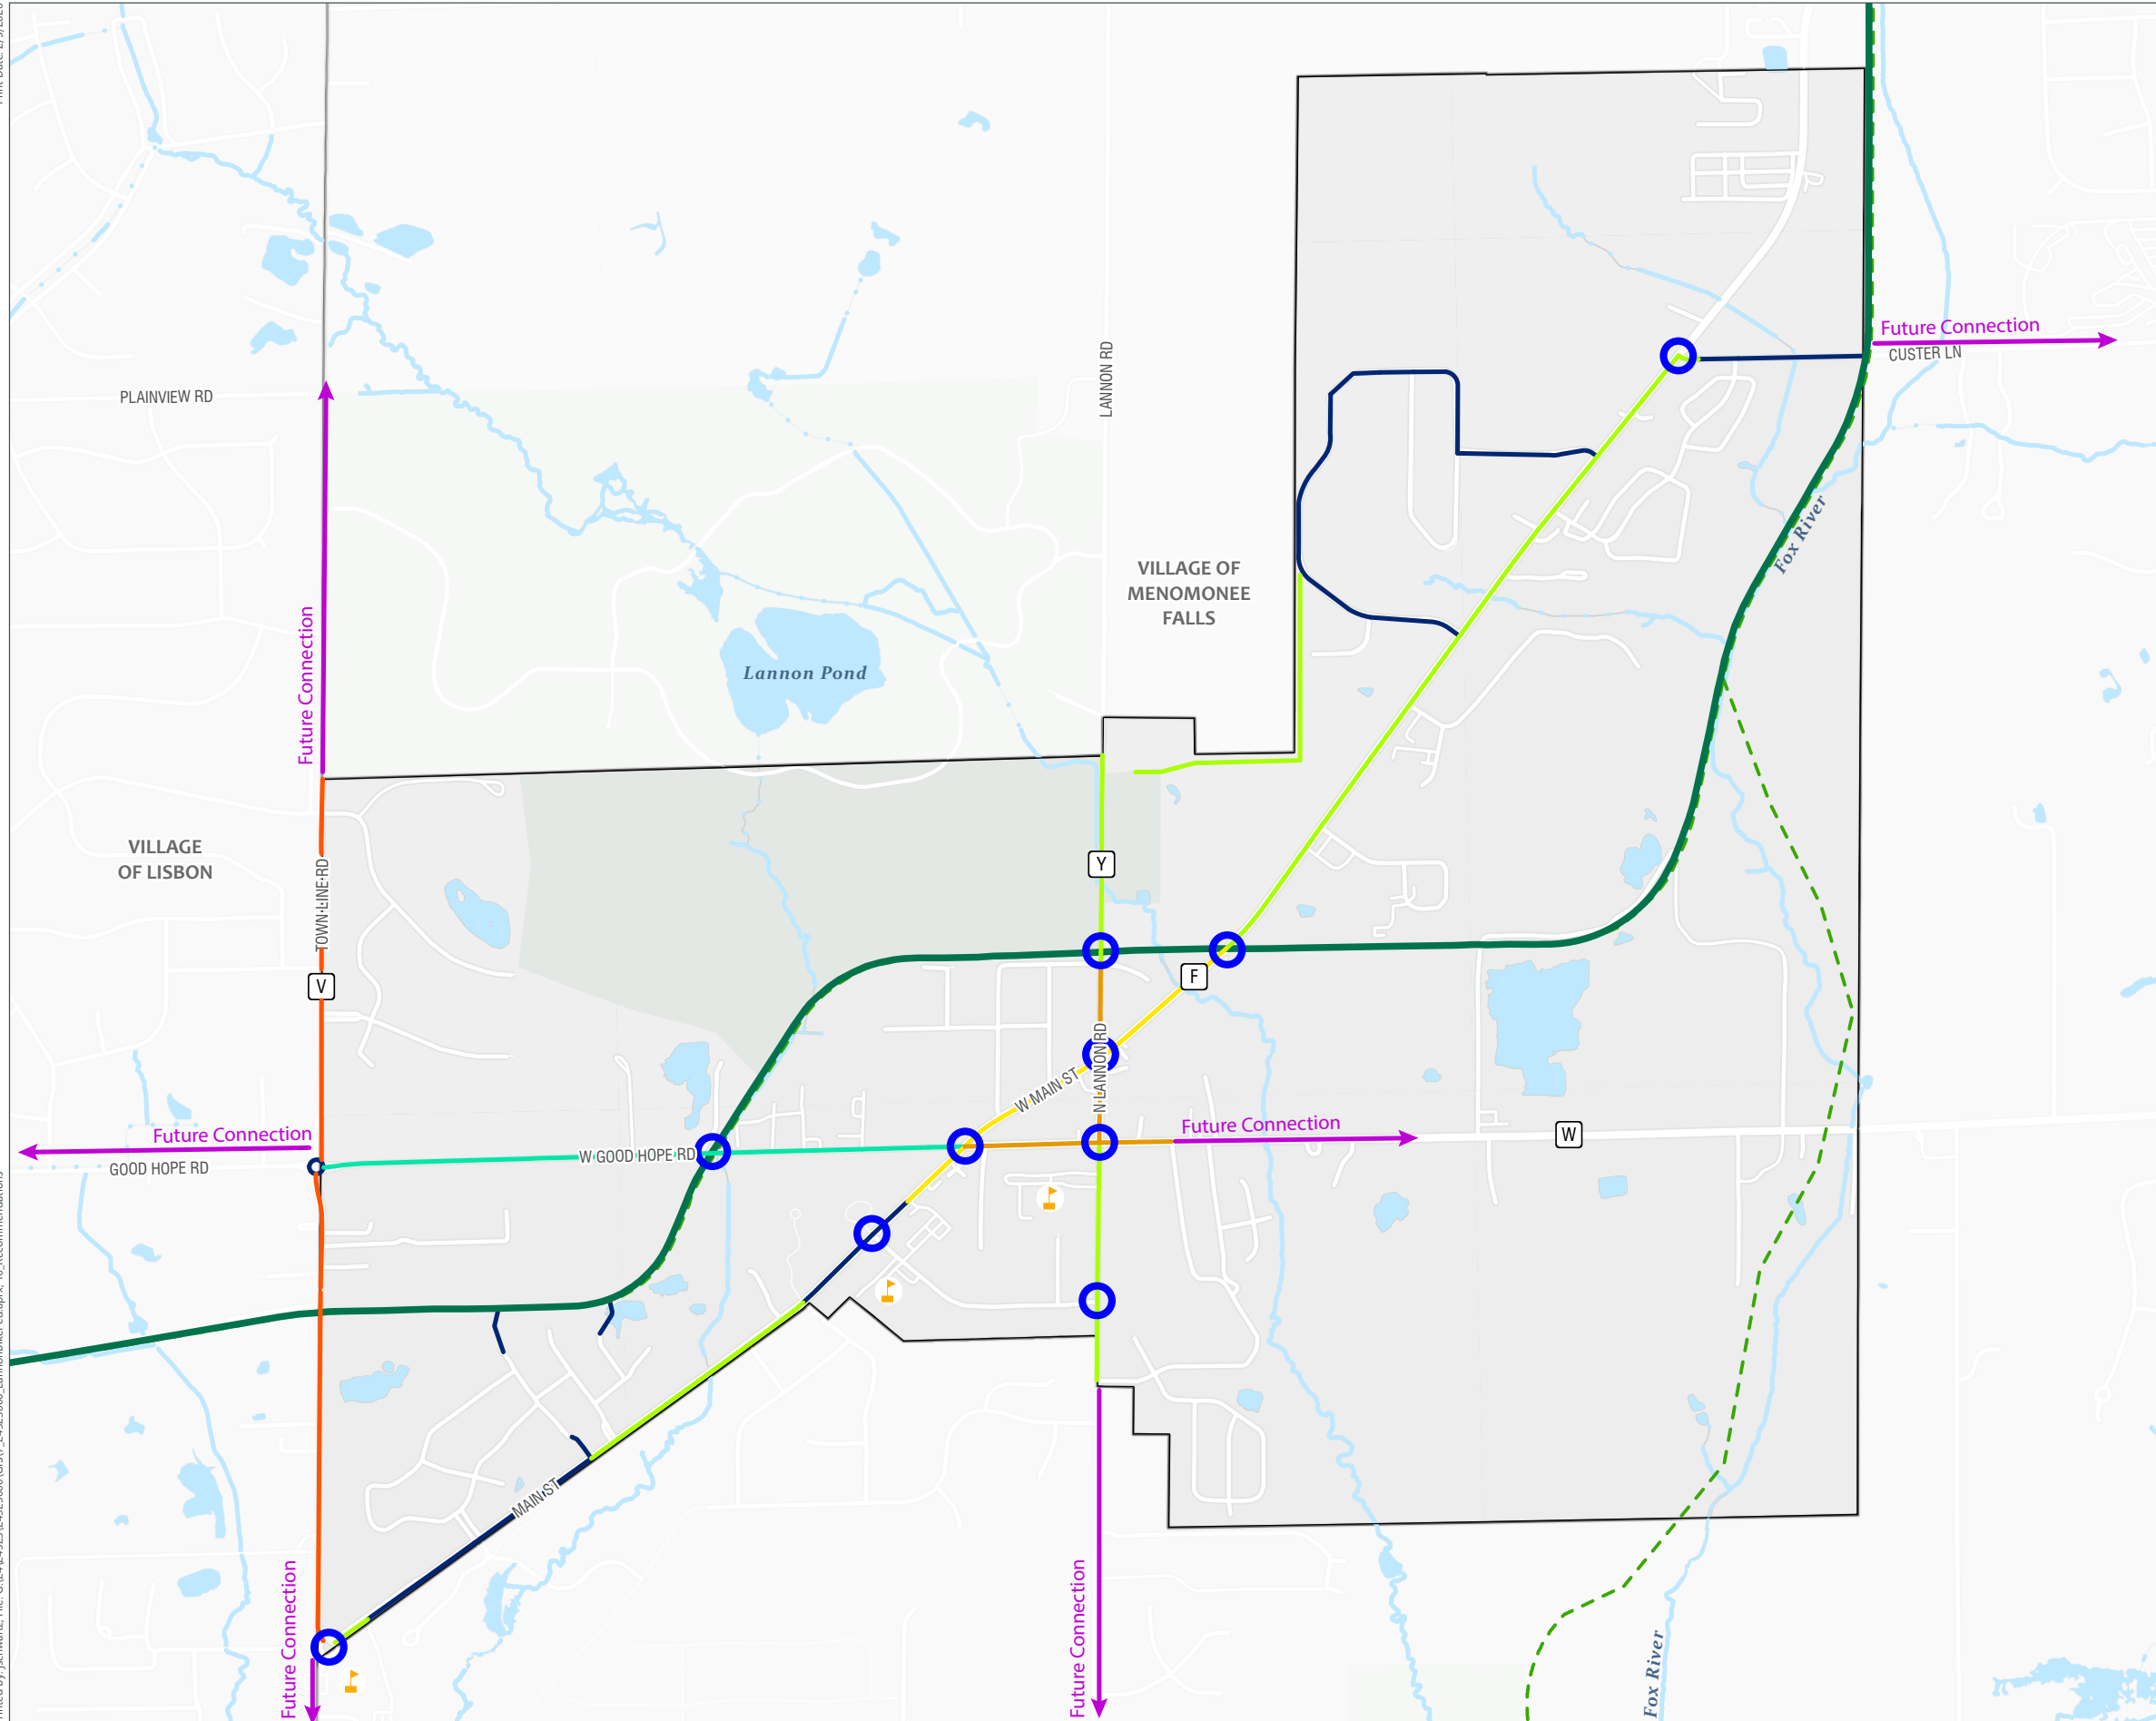 Future Connection
CUSTER LN
PLAINVIEW RD
LANNON RD
Fox River
VILLAGE OF
MENOMONEE
FALLS
Future Connection
Lannon Pond
VILLAGE
OF LISBON
TOWN LINE RD
Y
F
V
W MAIN ST
N LANNON RD
Future Connection
W
Future Connection
GOOD HOPE RD
W GOOD HOPE RD
MAIN ST
Future Connection
Future Connection
Fox River